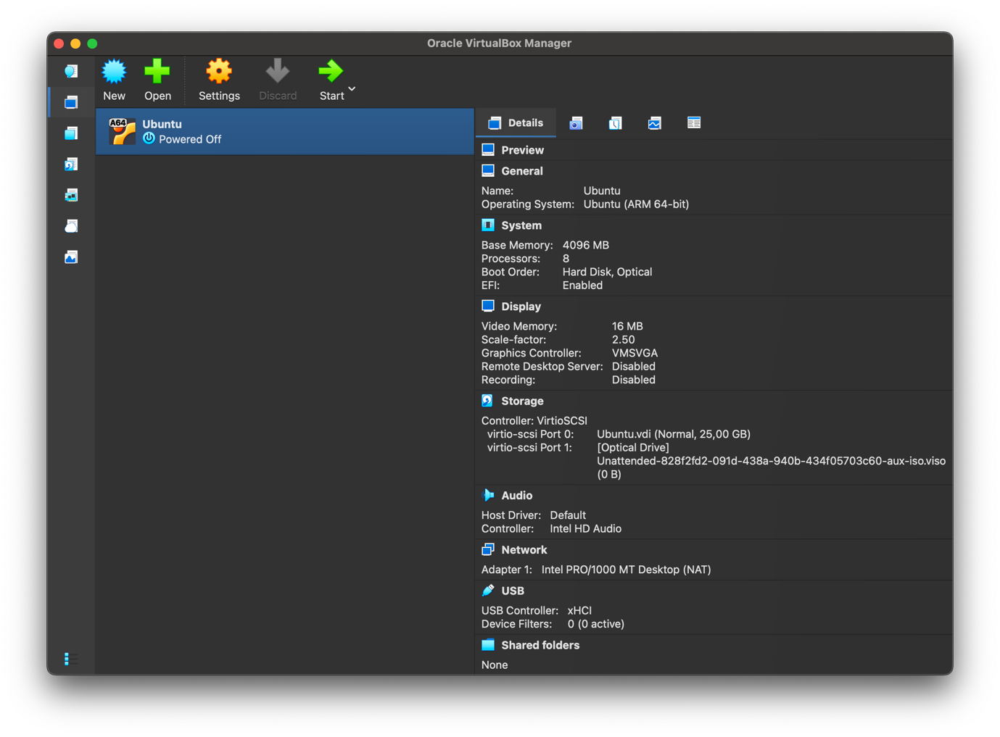 Oracle VirtualBox Manager
New
Open
Settings
Discard
Start
A64
Ubuntu
Powered Off
Details
Preview
General
Name: Ubuntu
Operating System: Ubuntu (ARM 64-bit)
System
Base Memory: 4096 MB
Processors: 8
Boot Order: Hard Disk, Optical
EFI: Enabled
Display
Video Memory: 16 MB
Scale-factor: 2.50
Graphics Controller: VMSVGA
Remote Desktop Server: Disabled
Recording: Disabled
Storage
Controller: VirtioSCSI
virtio-scsi Port 0: Ubuntu.vdi (Normal, 25,00 GB)
virtio-scsi Port 1: [Optical Drive]
Unattended-828f2fd2-091d-438a-940b-434f05703c60-aux-iso.viso
(0 B)
Audio
Host Driver: Default
Controller: Intel HD Audio
Network
Adapter 1: Intel PRO/1000 MT Desktop (NAT)
USB
USB Controller: xHCI
Device Filters: 0 (0 active)
Shared folders
None